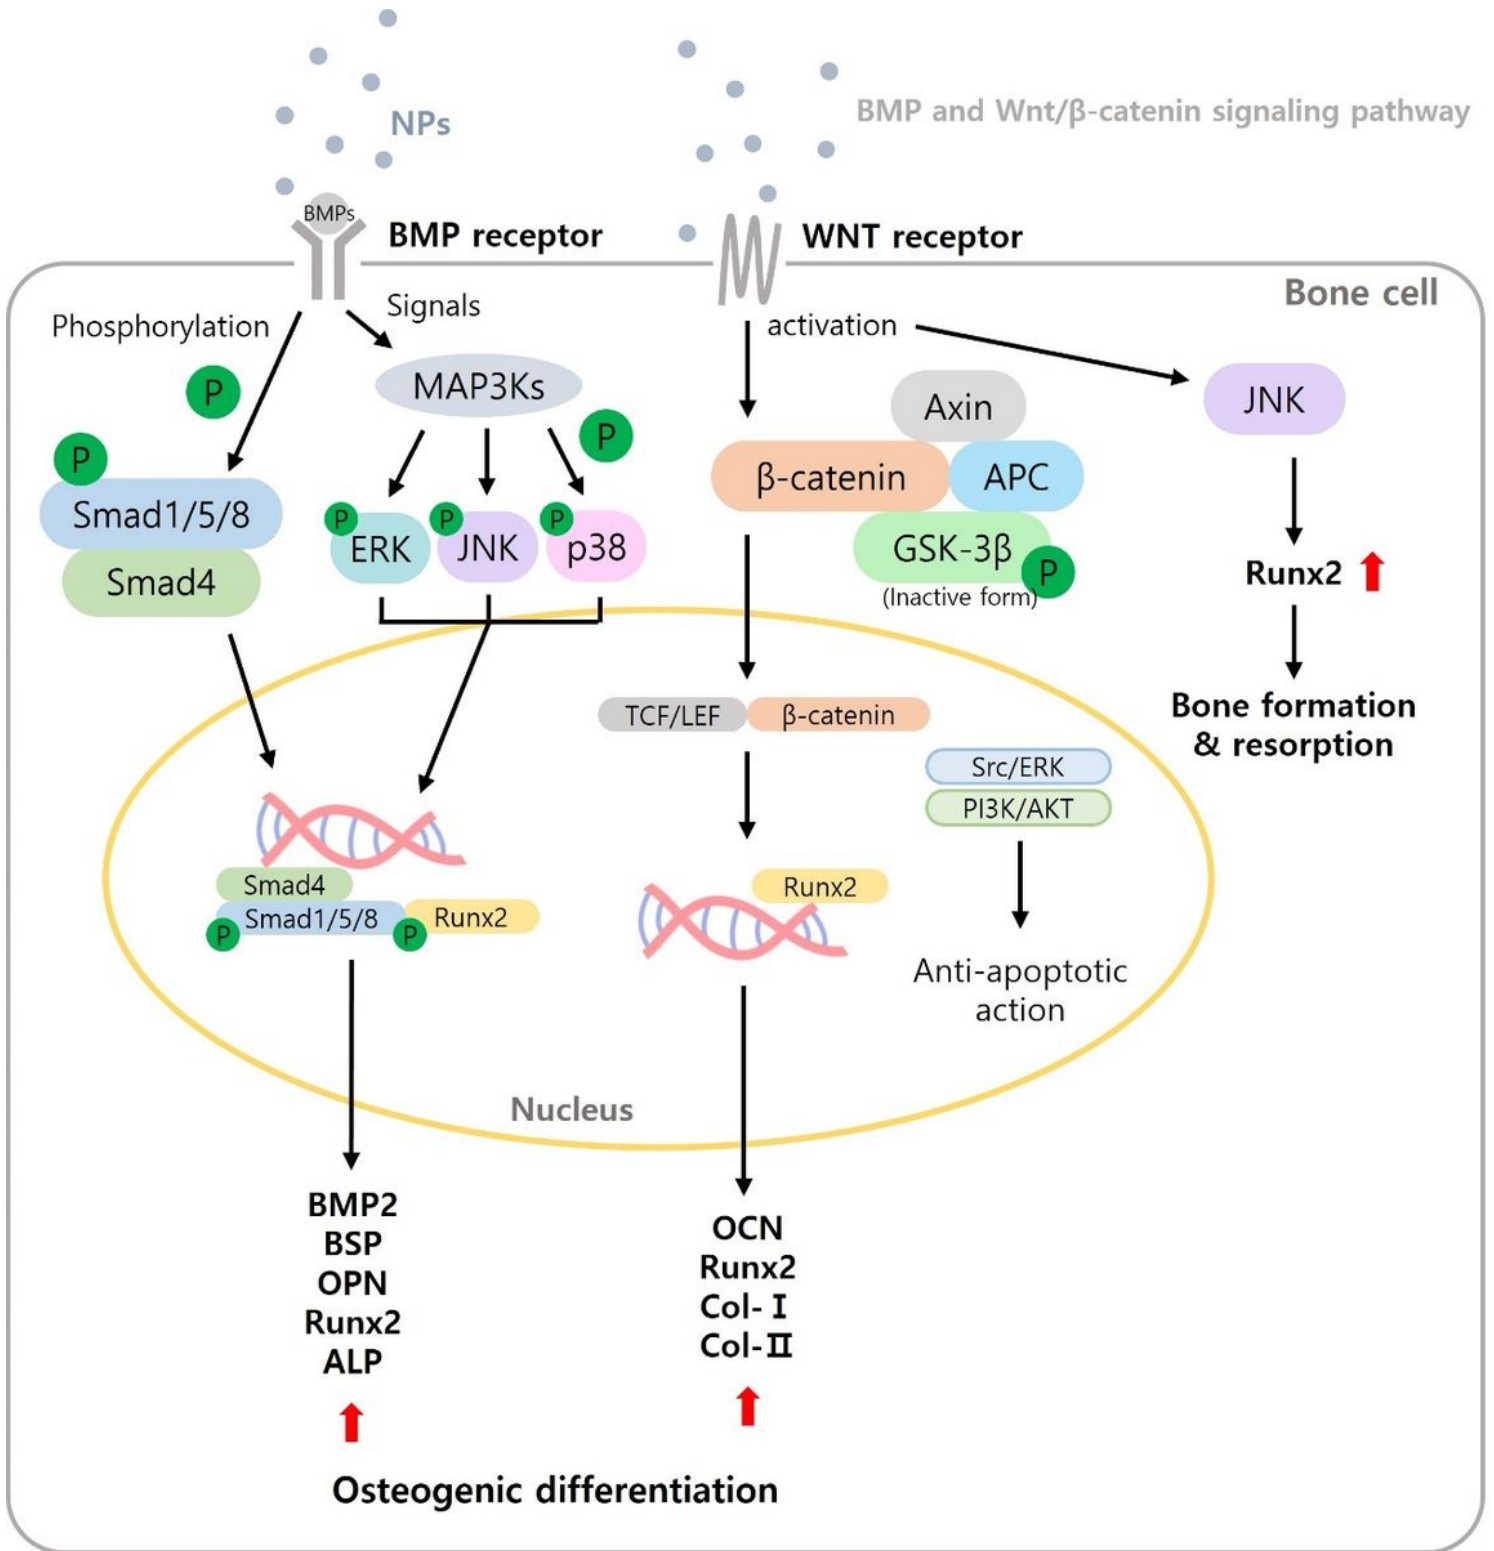 NPs
BMP and Wnt/β-catenin signaling pathway
BMPs
BMP receptor
WNT receptor
Bone cell
Phosphorylation
Signals
activation
P
MAP3Ks
P
P
Smad1/5/8
Smad4
P
ERK
P
JNK
P
p38
Axin
β-catenin
APC
GSK-3β
P
(Inactive form)
JNK
Runx2
Bone formation
& resorption
TCF/LEF
β-catenin
Src/ERK
PI3K/AKT
Anti-apoptotic
action
Smad4
Smad1/5/8
P
P
Runx2
Runx2
Nucleus
BMP2
BSP
OPN
Runx2
ALP
OCN
Runx2
Col-Ⅰ
Col-Ⅱ
Osteogenic differentiation